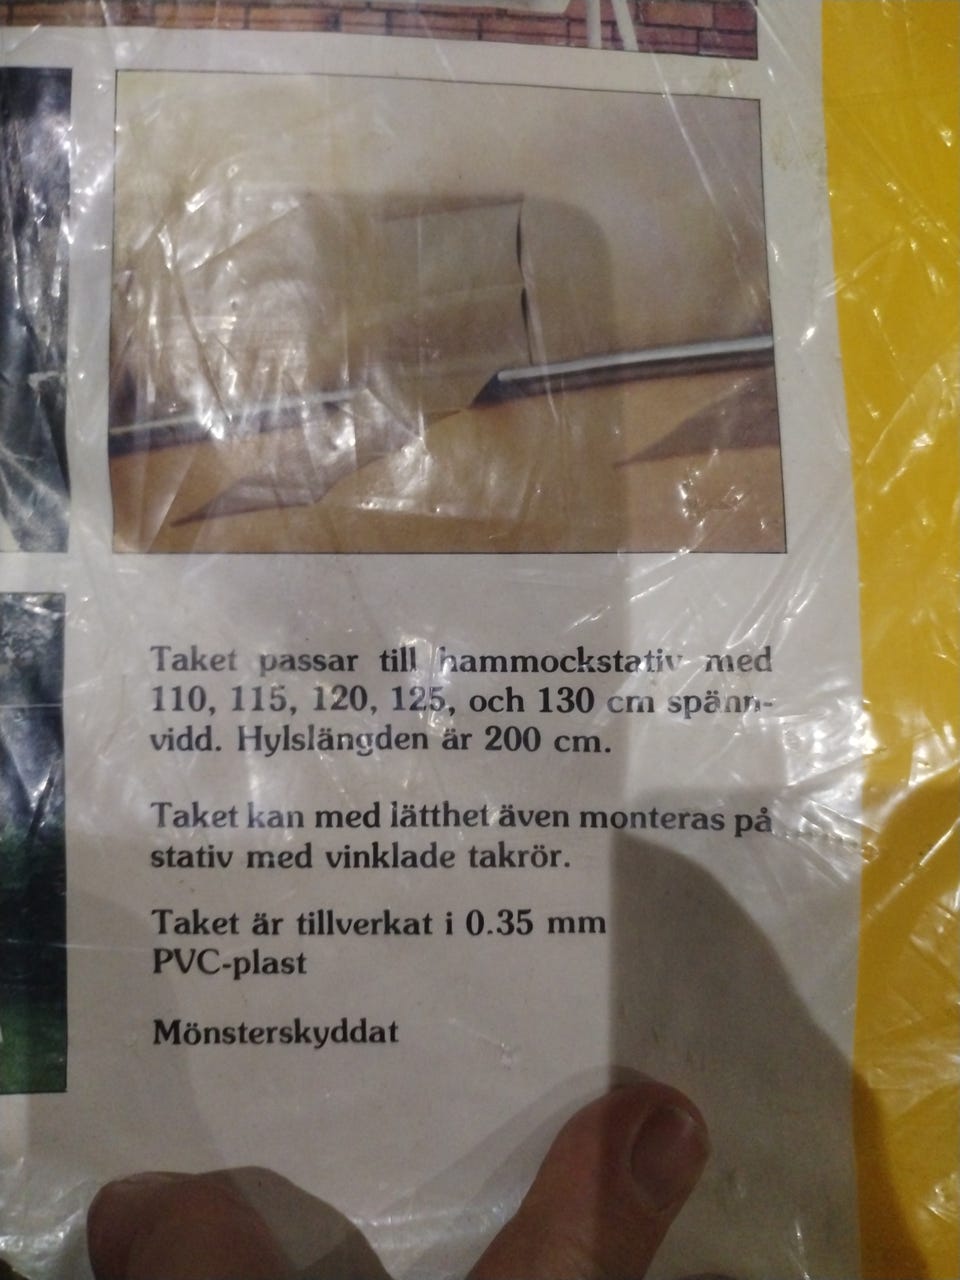 Taket passar till hammockstativ med
110, 115, 120, 125, och 130 cm spänn-
vidd. Hylslängden är 200 cm.
Taket kan med lätthet även monteras på
stativ med vinklade takrör.
Taket är tillverkat i 0.35 mm
PVC-plast
Mönsterskyddat